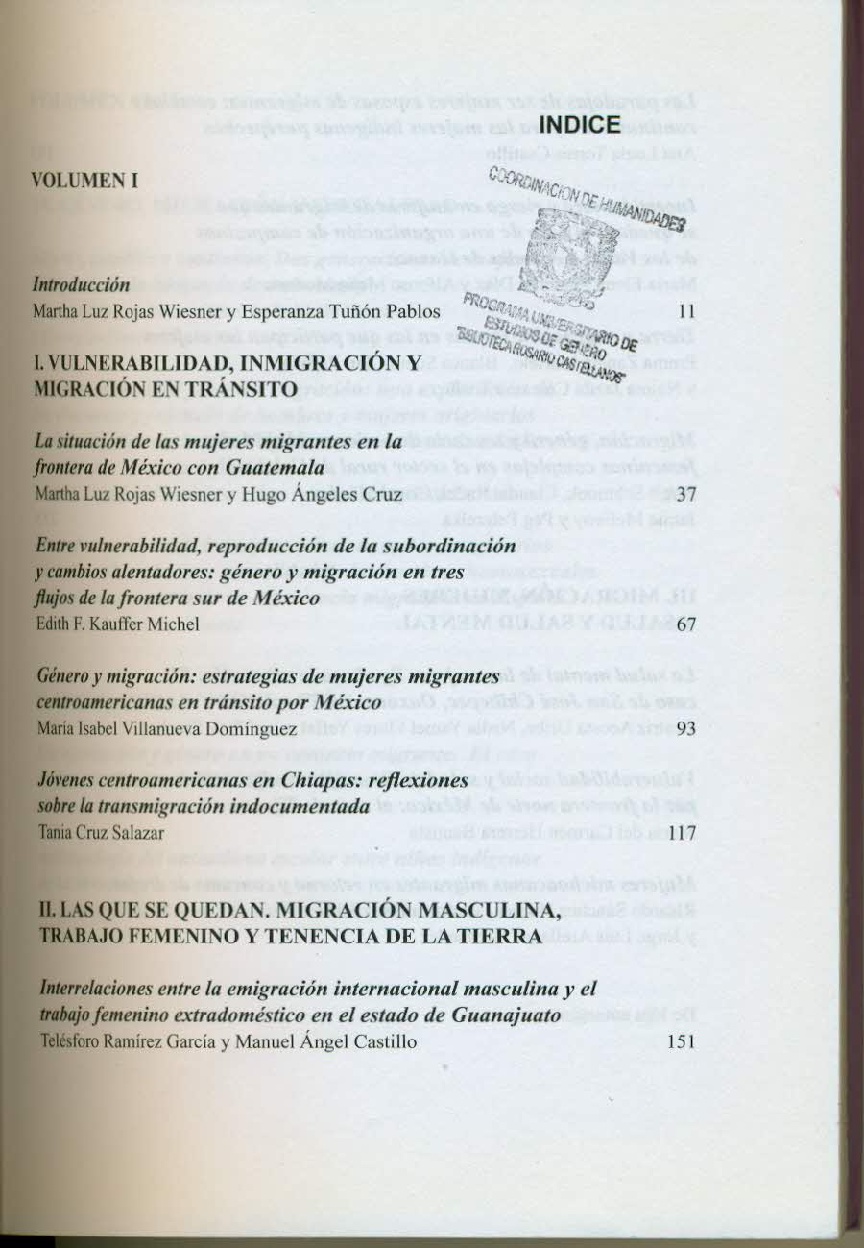 INDICE
VOLUMEN I
COORDINACION DE HUMANIDADES
PROGRAMA UNIVERSITARIO DE
ESTUDIOS DE GENERO
"BIBLIOTECA ROSARIO CASTELLANOS"
Introducción
Martha Luz Rojas Wiesner y Esperanza Tuñón Pablos 11
I. VULNERABILIDAD, INMIGRACIÓN Y
MIGRACIÓN EN TRÁNSITO
La situación de las mujeres migrantes en la
frontera de México con Guatemala
Martha Luz Rojas Wiesner y Hugo Ángeles Cruz 37
Entre vulnerabilidad, reproducción de la subordinación
y cambios alentadores: género y migración en tres
flujos de la frontera sur de México
Edith F. Kauffer Michel 67
Género y migración: estrategias de mujeres migrantes
centroamericanas en tránsito por México
María Isabel Villanueva Domínguez 93
Jóvenes centroamericanas en Chiapas: reflexiones
sobre la transmigración indocumentada
Tania Cruz Salazar 117
II. LAS QUE SE QUEDAN. MIGRACIÓN MASCULINA,
TRABAJO FEMENINO Y TENENCIA DE LA TIERRA
Interrelaciones entre la emigración internacional masculina y el
trabajo femenino extradoméstico en el estado de Guanajuato
Telésforo Ramírez García y Manuel Ángel Castillo 151